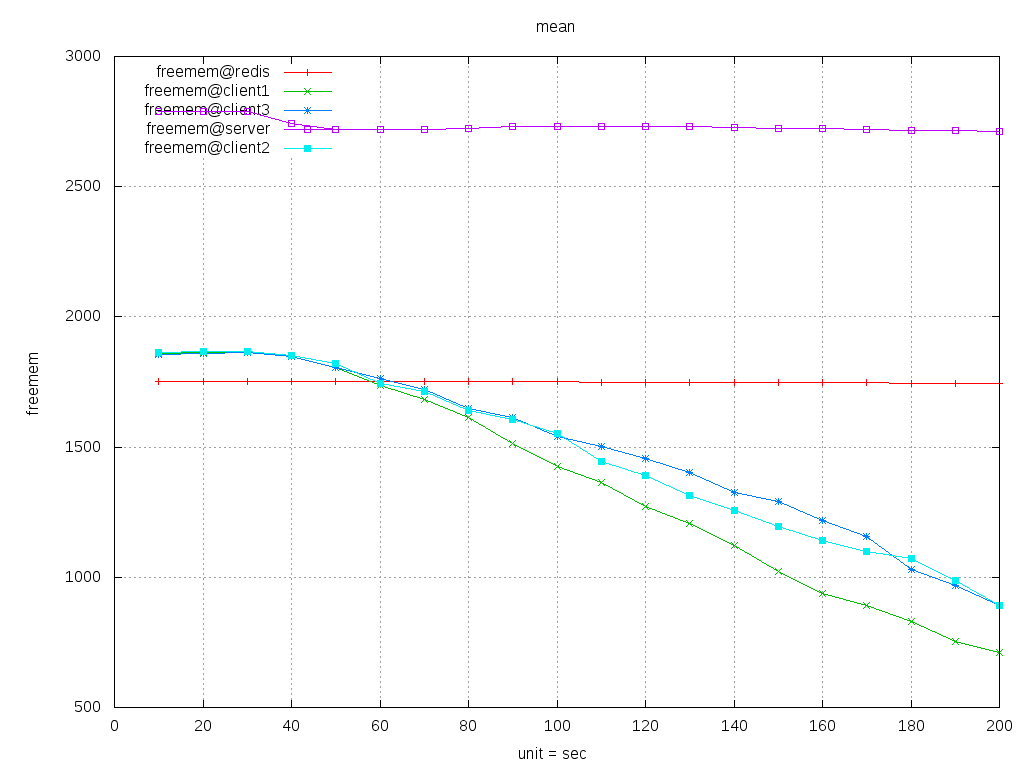 mean
freemem
3000
2500
2000
1500
1000
500
freemem@redis
freemem@client1
freemem@client3
freemem@server
freemem@client2
0 20 40 60 80 100 120 140 160 180 200
unit = sec